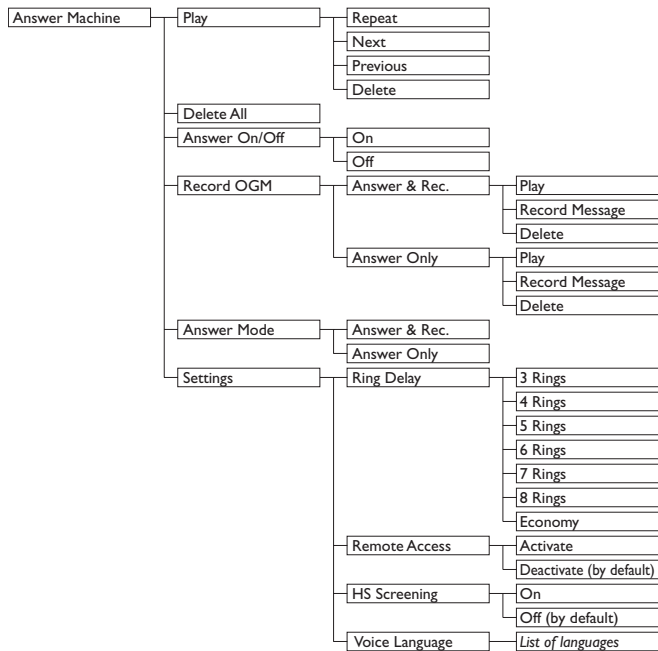 Answer Machine
Play
Repeat
Next
Previous
Delete
Delete All
Answer On/Off
On
Off
Record OGM
Answer & Rec.
Play
Record Message
Delete
Answer Only
Play
Record Message
Delete
Answer Mode
Answer & Rec.
Answer Only
Settings
Ring Delay
3 Rings
4 Rings
5 Rings
6 Rings
7 Rings
8 Rings
Economy
Remote Access
Activate
Deactivate (by default)
HS Screening
On
Off (by default)
Voice Language
List of languages